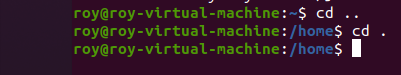 roy@roy-virtual-machine:~$ cd ..
roy@roy-virtual-machine:/home$ cd .
roy@roy-virtual-machine:/home$